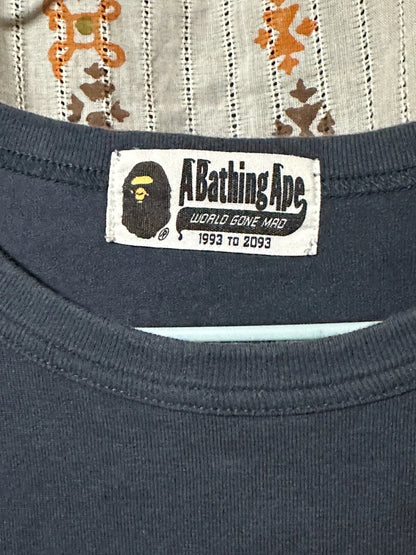 A Bathing Ape
WORLD GONE MAD
®
1993 TO 2093